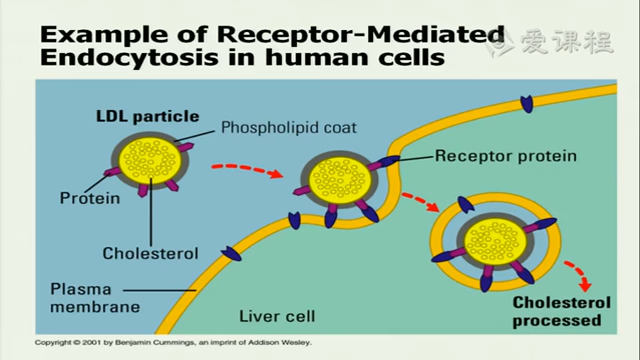 Example of Receptor-Mediated
Endocytosis in human cells
爱课程
LDL particle
Phospholipid coat
Receptor protein
Protein
Cholesterol
Plasma
membrane
Liver cell
Cholesterol
processed
Copyright © 2001 by Benjamin Cummings, an imprint of Addison Wesley.